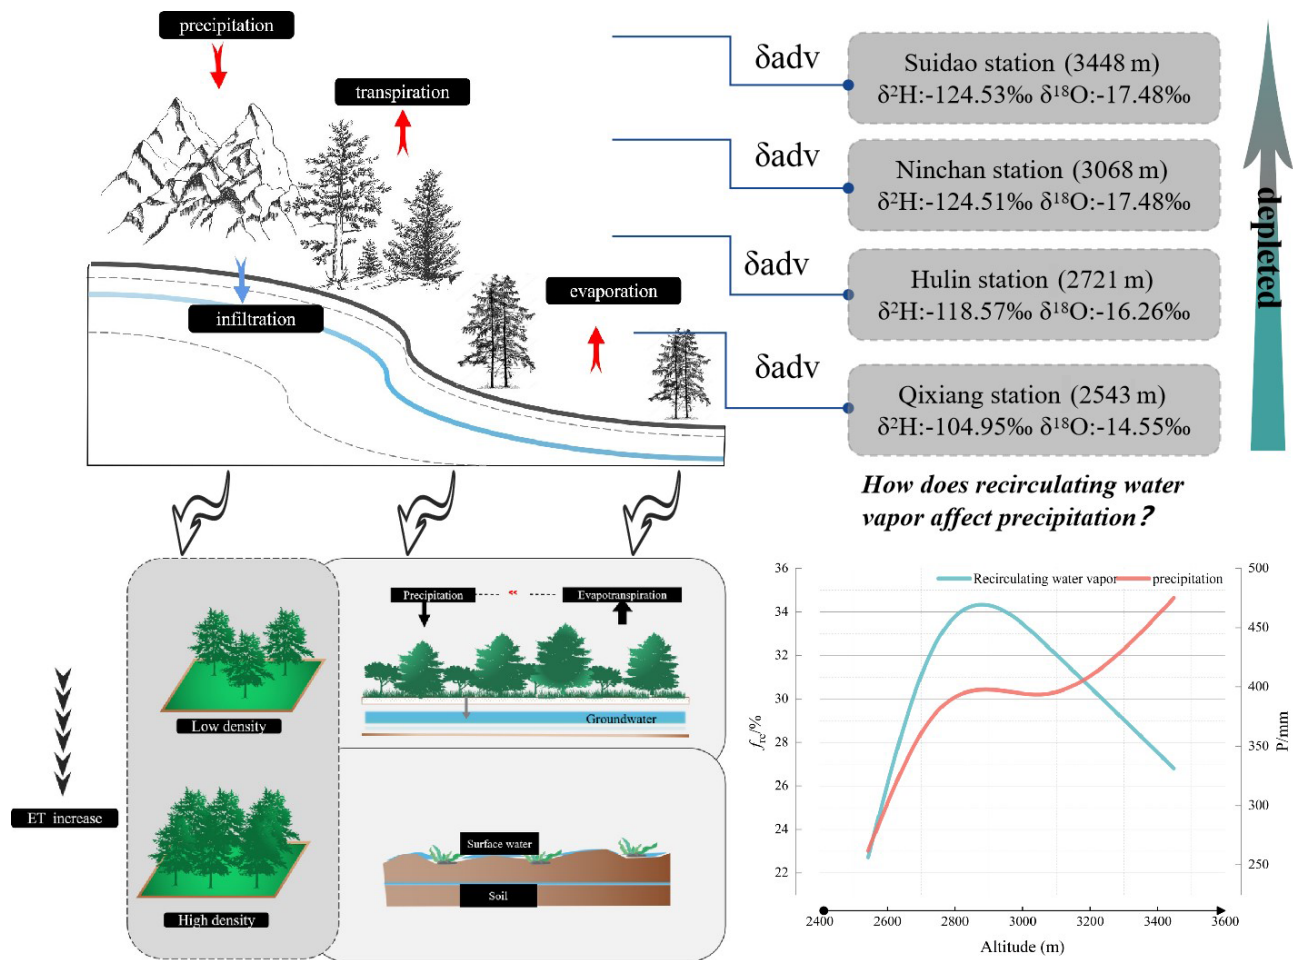 precipitation
transpiration
infiltration
evaporation
δadv
Suidao station (3448 m)
δ²H:-124.53‰ δ¹⁸O:-17.48‰
δadv
Ninchan station (3068 m)
δ²H:-124.51‰ δ¹⁸O:-17.48‰
δadv
Hulin station (2721 m)
δ²H:-118.57‰ δ¹⁸O:-16.26‰
δadv
Qixiang station (2543 m)
δ²H:-104.95‰ δ¹⁸O:-14.55‰
depleted
How does recirculating water
vapor affect precipitation?
ET increase
Low density
High density
Precipitation
Evapotranspiration
Groundwater
Surface water
Soil
Recirculating water vapor
precipitation
36
34
32
30
28
26
24
22
fre/%
500
450
400
350
300
250
P/mm
2400 2600 2800 3000 3200 3400 3600
Altitude (m)